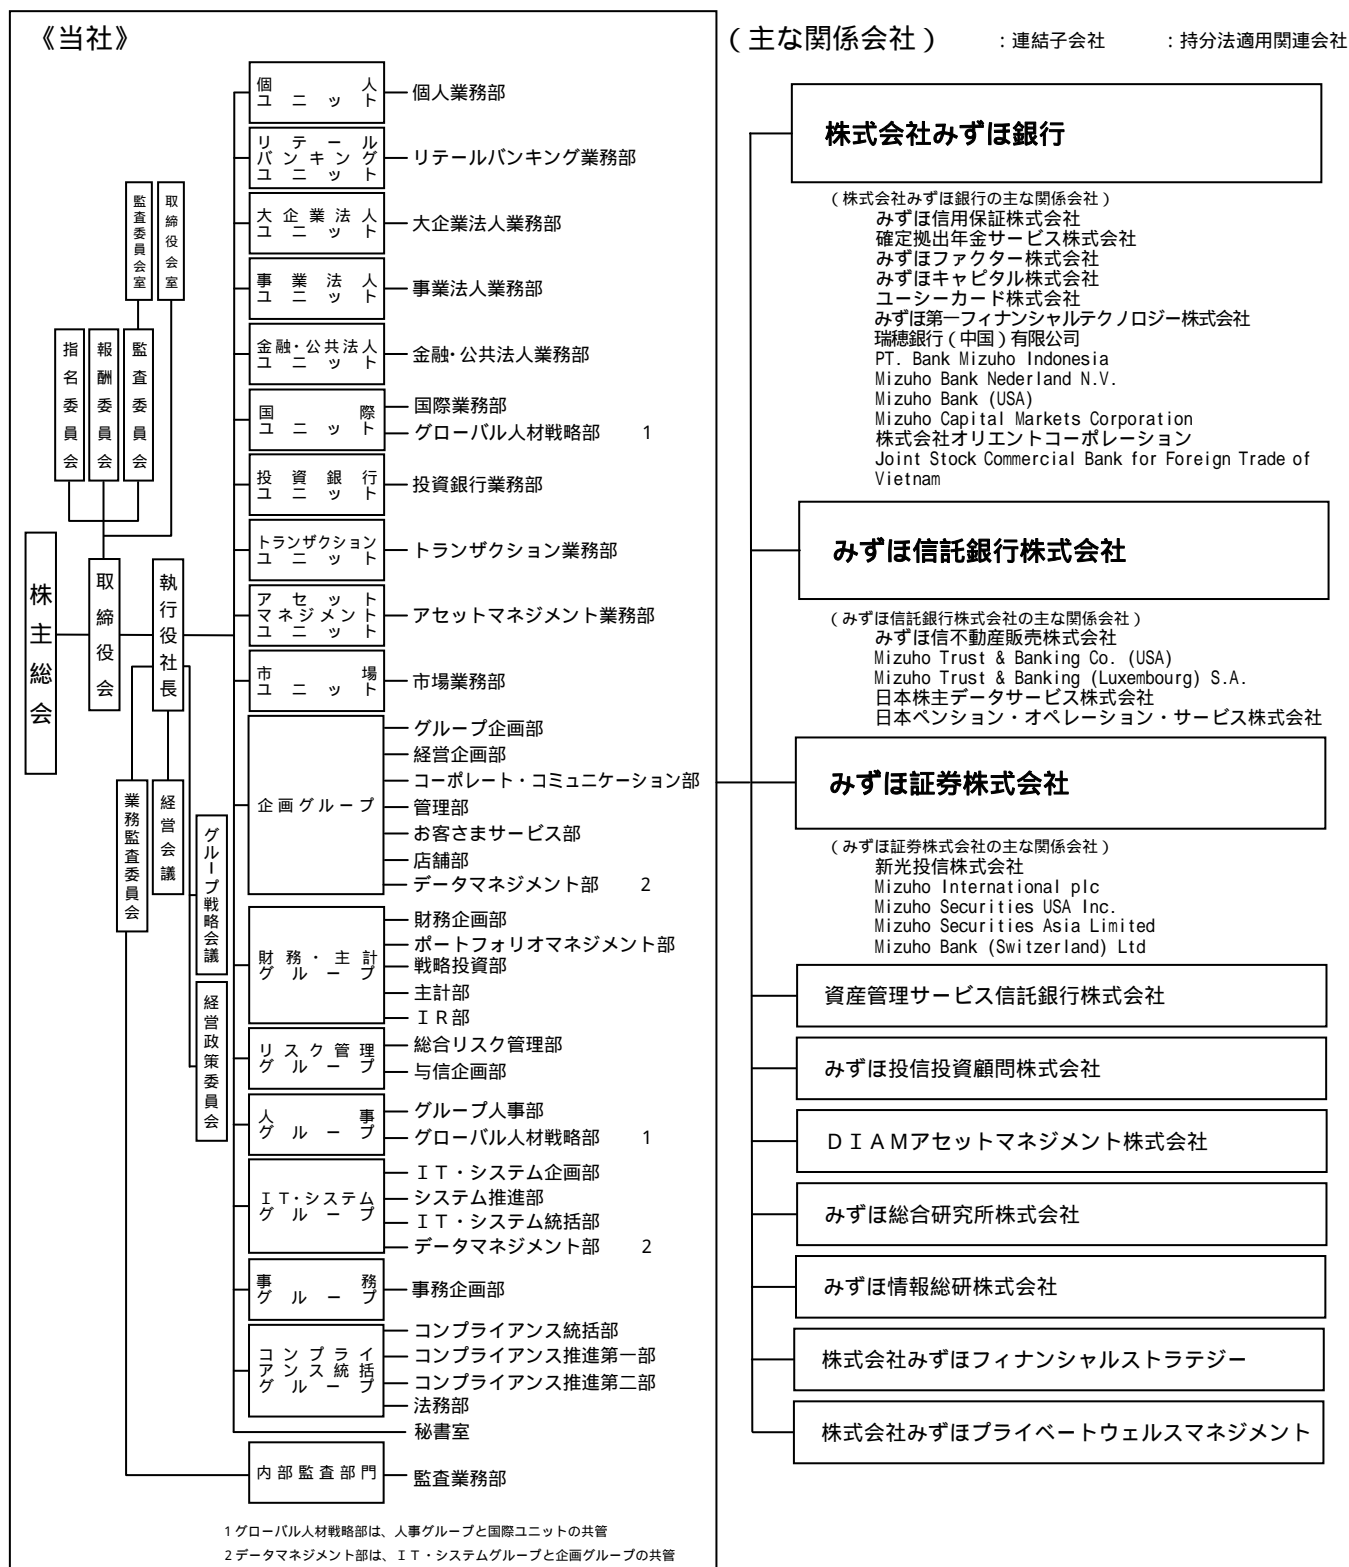 《当社》
(主な関係会社)
：連結子会社
：持分法適用関連会社
株主総会
取締役会
執行役社長
指名委員会
報酬委員会
監査委員会
監査委員会室
取締役会室
業務監査委員会
経営会議
グループ戦略会議
経営政策委員会
個人
ユニット
個人業務部
リテール
バンキング
ユニット
リテールバンキング業務部
大企業法人
ユニット
大企業法人業務部
事業法人
ユニット
事業法人業務部
金融・公共法人
ユニット
金融・公共法人業務部
国際
ユニット
国際業務部
グローバル人材戦略部 1
投資銀行
ユニット
投資銀行業務部
トランザクション
ユニット
トランザクション業務部
アセット
マネジメント
ユニット
アセットマネジメント業務部
市場
ユニット
市場業務部
企画グループ
グループ企画部
経営企画部
コーポレート・コミュニケーション部
管理部
お客さまサービス部
店舗部
データマネジメント部 2
財務・主計
グループ
財務企画部
ポートフォリオマネジメント部
戦略投資部
主計部
ＩＲ部
リスク管理
グループ
総合リスク管理部
与信企画部
人事
グループ
グループ人事部
グローバル人材戦略部 1
ＩＴ・システム
グループ
ＩＴ・システム企画部
システム推進部
ＩＴ・システム統括部
データマネジメント部 2
事務
グループ
事務企画部
コンプライ
アンス統括
グループ
コンプライアンス統括部
コンプライアンス推進第一部
コンプライアンス推進第二部
法務部
秘書室
内部監査部門
監査業務部
1 グローバル人材戦略部は、人事グループと国際ユニットの共管
2 データマネジメント部は、ＩＴ・システムグループと企画グループの共管
株式会社みずほ銀行
(株式会社みずほ銀行の主な関係会社)
みずほ信用保証株式会社
確定拠出年金サービス株式会社
みずほファクター株式会社
みずほキャピタル株式会社
ユーシーカード株式会社
みずほ第一フィナンシャルテクノロジー株式会社
瑞穂銀行(中国)有限公司
PT. Bank Mizuho Indonesia
Mizuho Bank Nederland N.V.
Mizuho Bank (USA)
Mizuho Capital Markets Corporation
株式会社オリエントコーポレーション
Joint Stock Commercial Bank for Foreign Trade of
Vietnam
みずほ信託銀行株式会社
(みずほ信託銀行株式会社の主な関係会社)
みずほ信不動産販売株式会社
Mizuho Trust & Banking Co. (USA)
Mizuho Trust & Banking (Luxembourg) S.A.
日本株主データサービス株式会社
日本ペンション・オペレーション・サービス株式会社
みずほ証券株式会社
(みずほ証券株式会社の主な関係会社)
新光投信株式会社
Mizuho International plc
Mizuho Securities USA Inc.
Mizuho Securities Asia Limited
Mizuho Bank (Switzerland) Ltd
資産管理サービス信託銀行株式会社
みずほ投信投資顧問株式会社
ＤＩＡＭアセットマネジメント株式会社
みずほ総合研究所株式会社
みずほ情報総研株式会社
株式会社みずほフィナンシャルストラテジー
株式会社みずほプライベートウェルスマネジメント